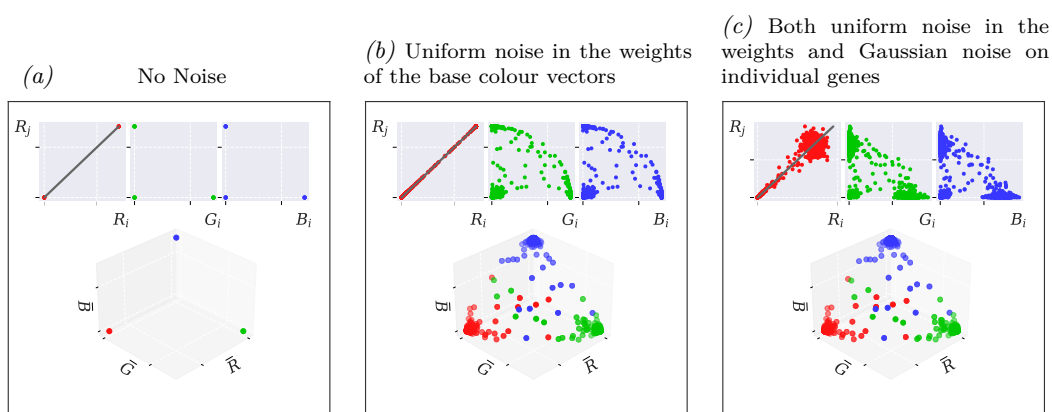 (a) No Noise
(b) Uniform noise in the weights
of the base colour vectors
(c) Both uniform noise in the
weights and Gaussian noise on
individual genes
R_j
R_i
G_i
B_i
B̅
G̅
R̅
R_j
R_i
G_i
B_i
B̅
G̅
R̅
R_j
R_i
G_i
B_i
B̅
G̅
R̅